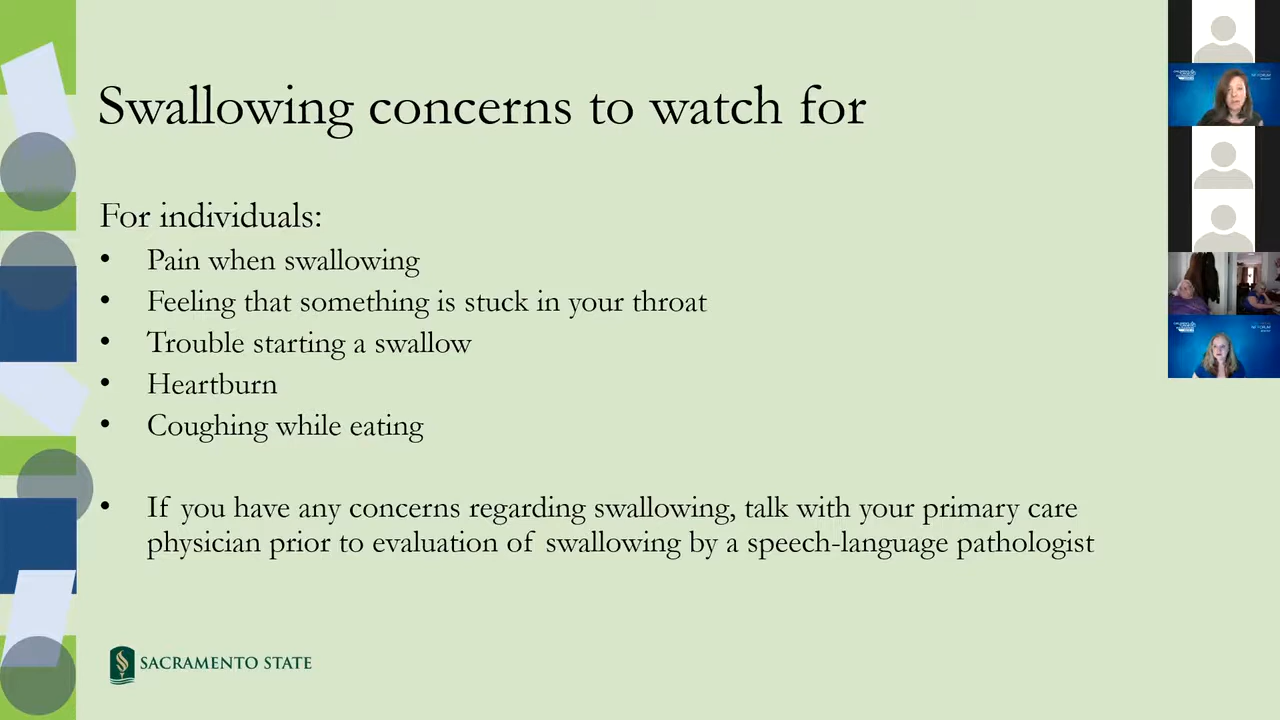 Swallowing concerns to watch for
For individuals:
• Pain when swallowing
• Feeling that something is stuck in your throat
• Trouble starting a swallow
• Heartburn
• Coughing while eating
• If you have any concerns regarding swallowing, talk with your primary care
physician prior to evaluation of swallowing by a speech-language pathologist
SACRAMENTO STATE